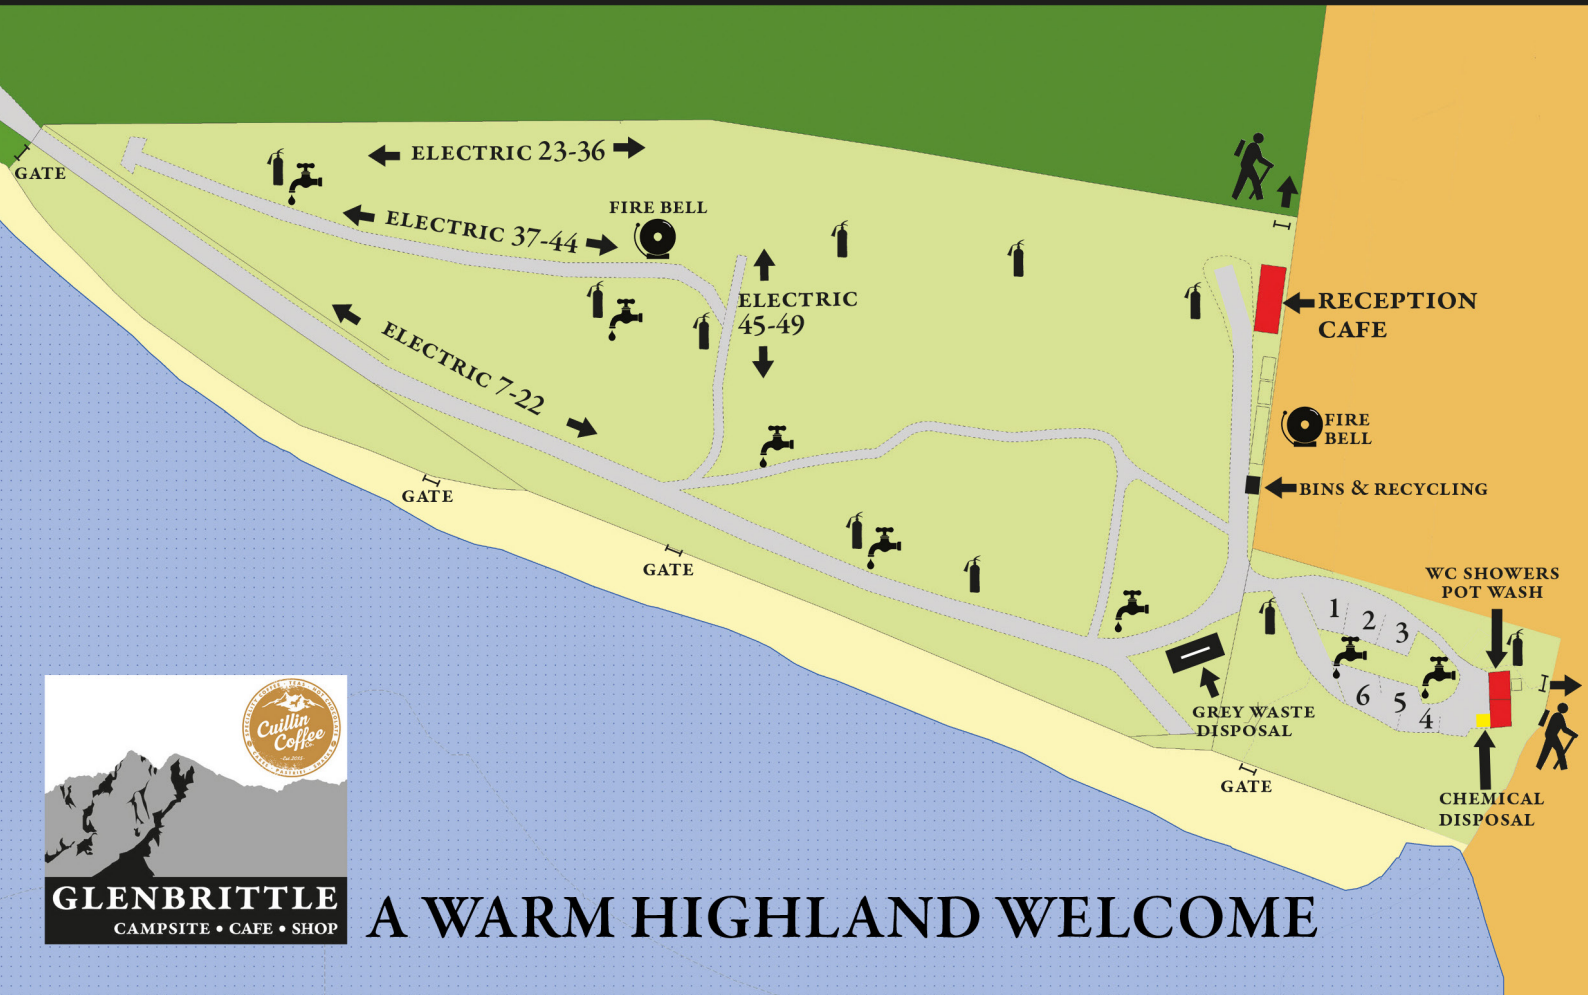 ELECTRIC 23-36
GATE
FIRE BELL
ELECTRIC 37-44
ELECTRIC
45-49
RECEPTION
CAFE
ELECTRIC 7-22
FIRE
BELL
GATE
BINS & RECYCLING
GATE
WC SHOWERS
POT WASH
1
2
3
6
5
4
GREY WASTE
DISPOSAL
GATE
CHEMICAL
DISPOSAL
Cuillin
Coffee
Co.
GLENBRITTLE
CAMPSITE • CAFE • SHOP
A WARM HIGHLAND WELCOME